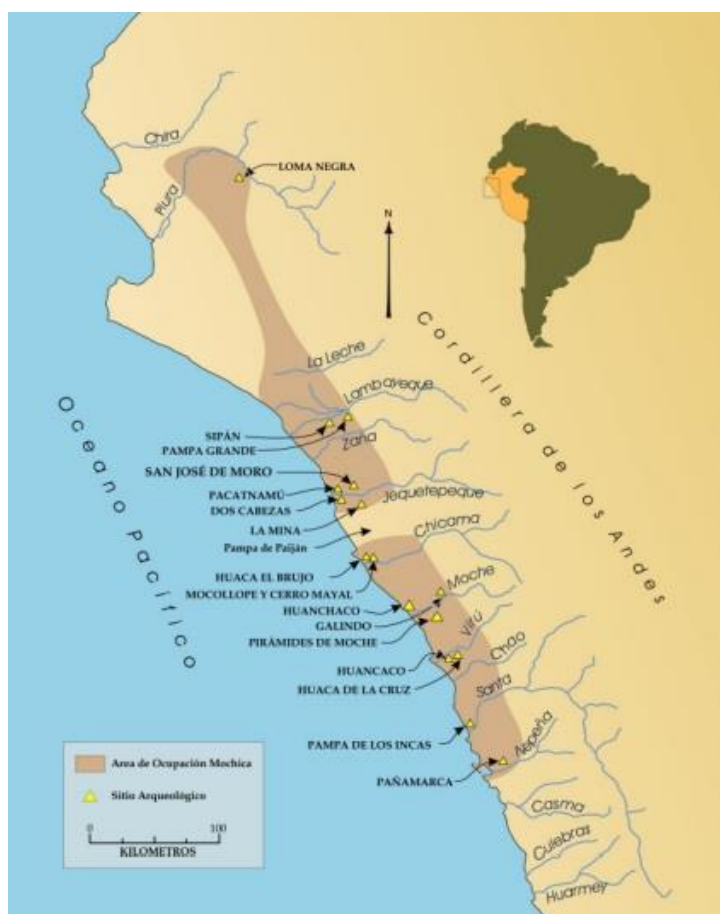 Chira
Piura
LOMA NEGRA
N
Cordillera de los Andes
Oceano Pacifico
La Leche
Lambayeque
SIPÁN
PAMPA GRANDE
Zaña
SAN JOSÉ DE MORO
PACATNAMÚ
DOS CABEZAS
Jequetepeque
LA MINA
Pampa de Paiján
Chicama
HUACA EL BRUJO
MOCOLLOPE Y CERRO MAYAL
Moche
HUANCHACO
GALINDO
PIRÁMIDES DE MOCHE
Virú
HUANCACO
Chao
HUACA DE LA CRUZ
Santa
PAMPA DE LOS INCAS
Nepeña
PAÑAMARCA
Casma
Culebras
Huarmey
Area de Ocupación Mochica
Sitio Arqueológico
0 100
KILOMETROS